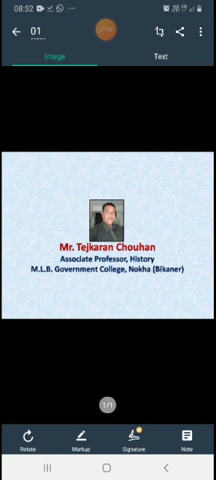 08:52
01
Image
Text
Mr. Tejkaran Chouhan
Associate Professor, History
M.L.B. Government College, Nokha (Bikaner)
1/1
Rotate
Markup
Signature
Note